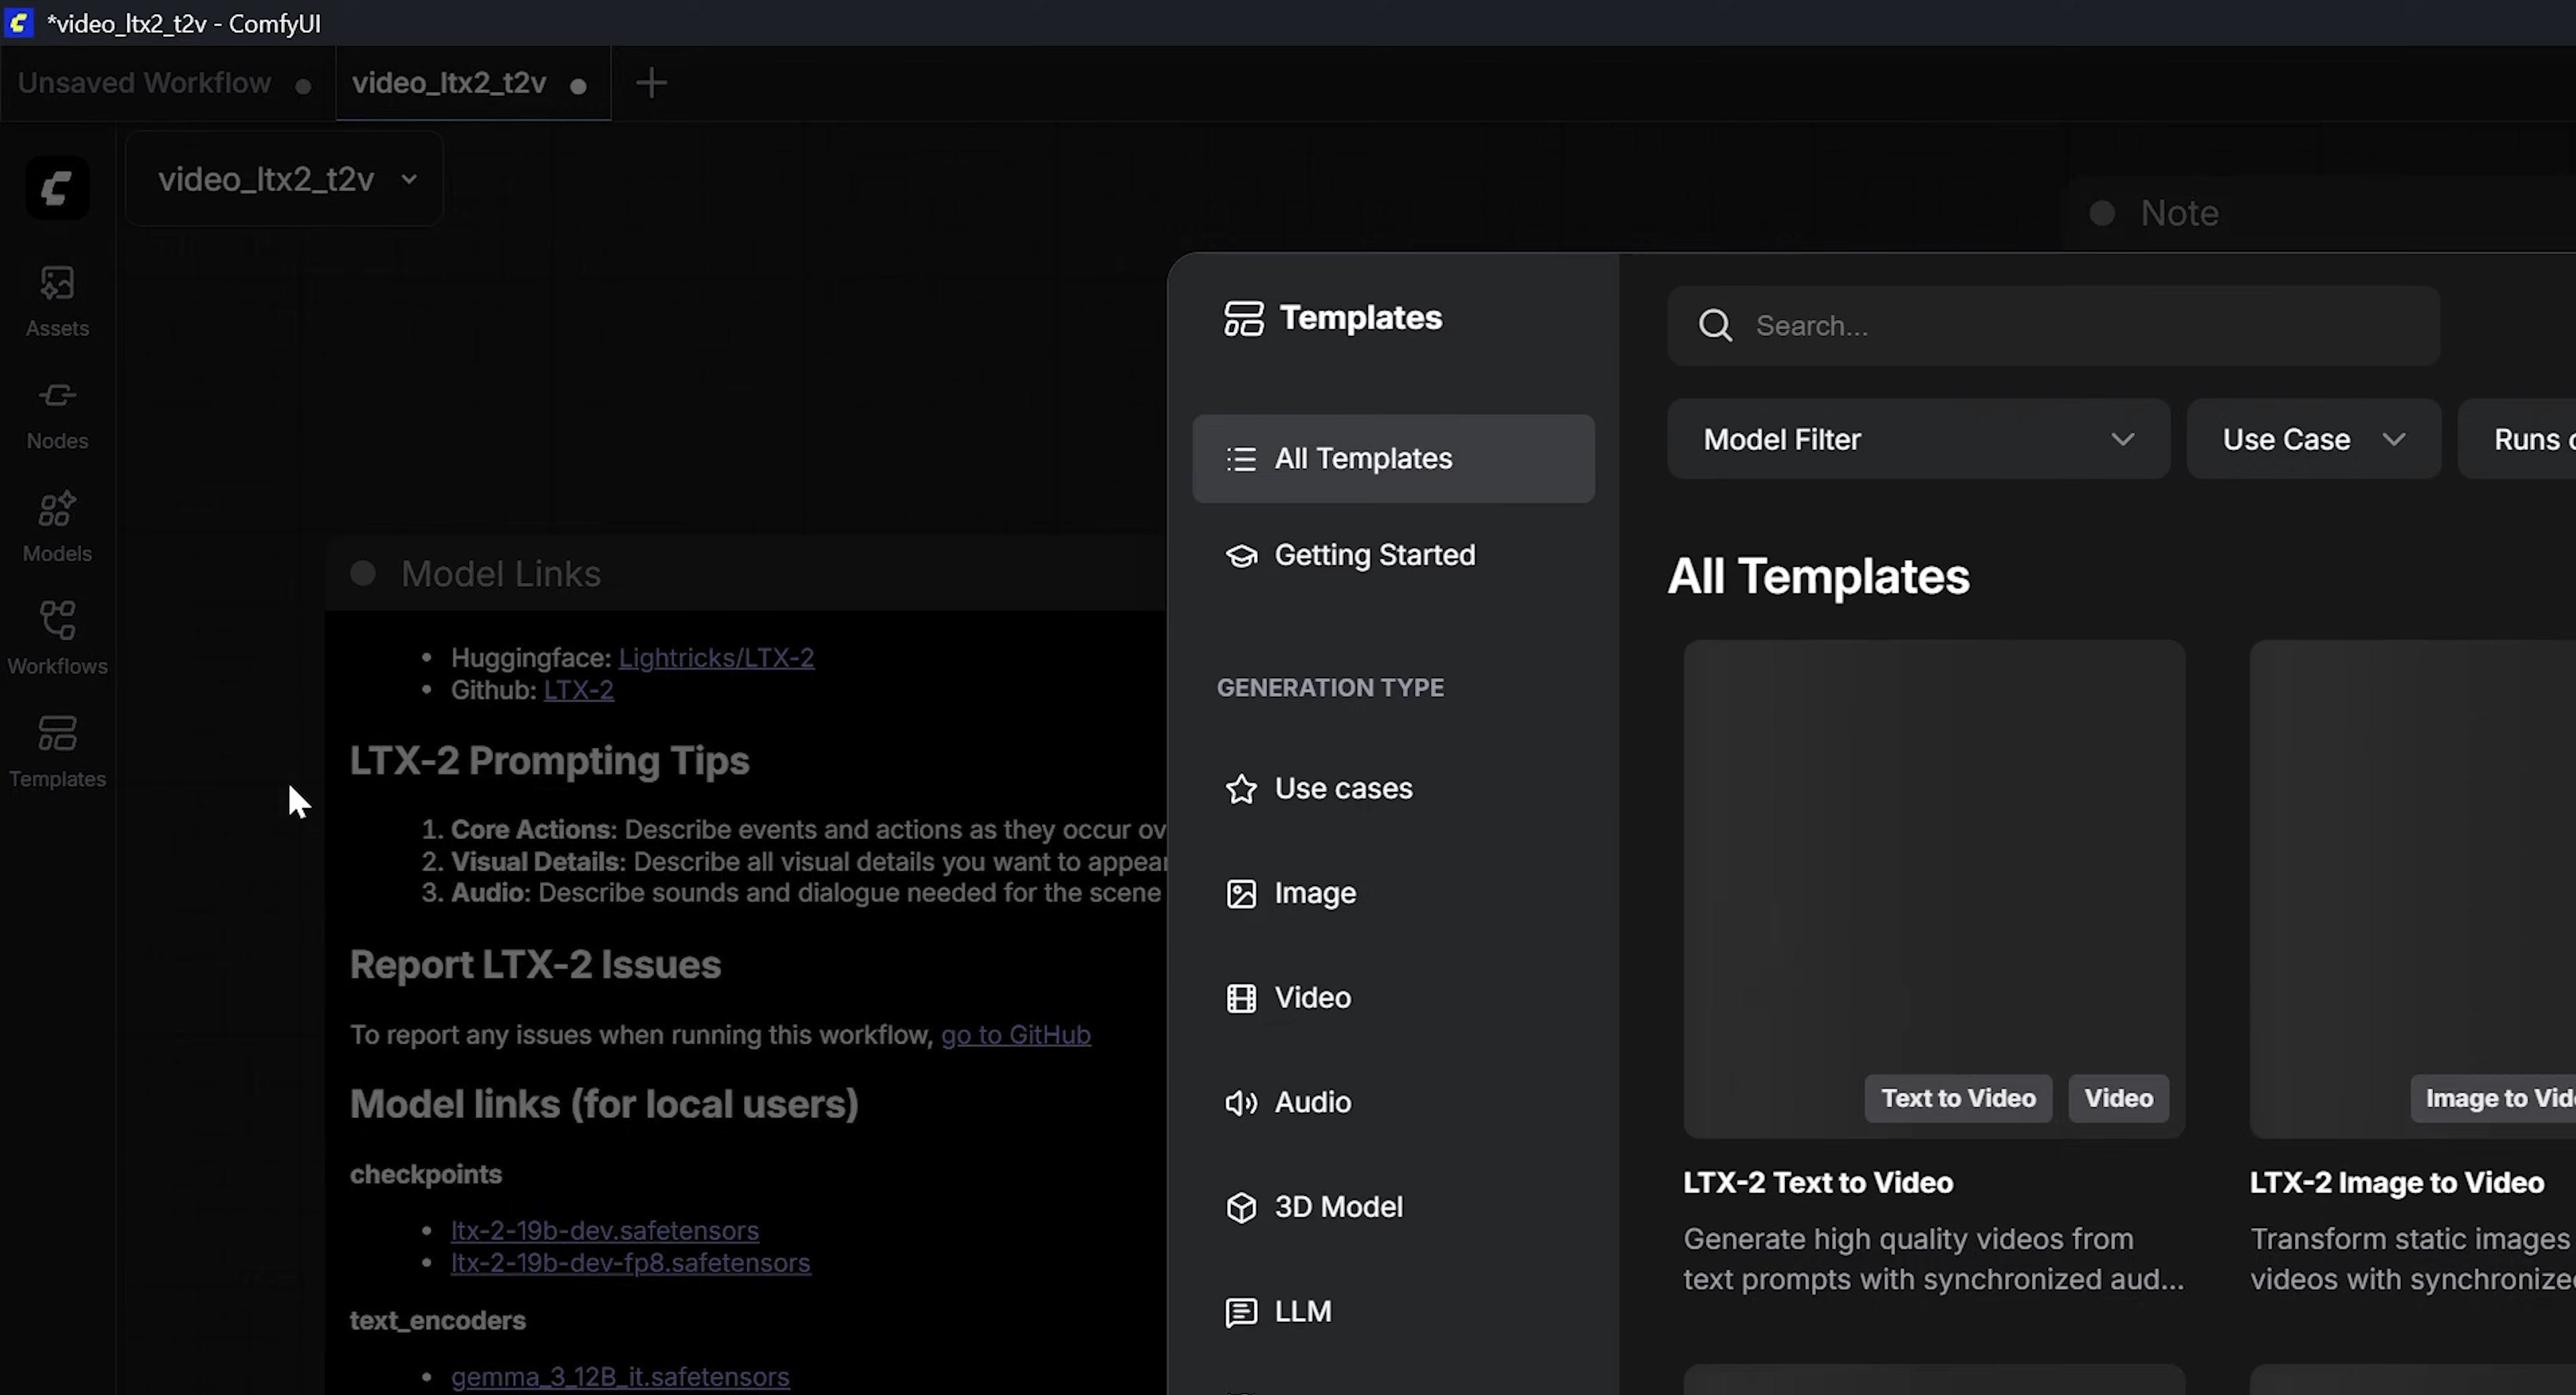 *video_ltx2_t2v - ComfyUI
Unsaved Workflow
video_ltx2_t2v
video_ltx2_t2v
Assets
Nodes
Models
Workflows
Templates
Note
Model Links
Huggingface: Lightricks/LTX-2
Github: LTX-2
LTX-2 Prompting Tips
1. Core Actions: Describe events and actions as they occur ov
2. Visual Details: Describe all visual details you want to appear
3. Audio: Describe sounds and dialogue needed for the scene
Report LTX-2 Issues
To report any issues when running this workflow, go to GitHub
Model links (for local users)
checkpoints
ltx-2-19b-dev.safetensors
ltx-2-19b-dev-fp8.safetensors
text_encoders
gemma_3_12B_it.safetensors
Templates
All Templates
Getting Started
GENERATION TYPE
Use cases
Image
Video
Audio
3D Model
LLM
Search...
Model Filter
Use Case
Runs
All Templates
Text to Video
Video
LTX-2 Text to Video
Generate high quality videos from
text prompts with synchronized aud...
Image to Vid
LTX-2 Image to Video
Transform static images
videos with synchronize